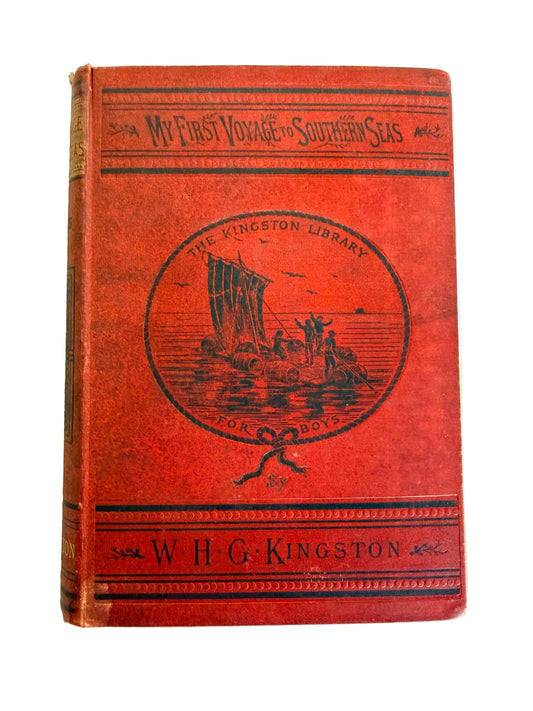 MY FIRST VOYAGE TO SOUTHERN SEAS
THE KINGSTON LIBRARY
FOR BOYS
By
W·H·G·KINGSTON